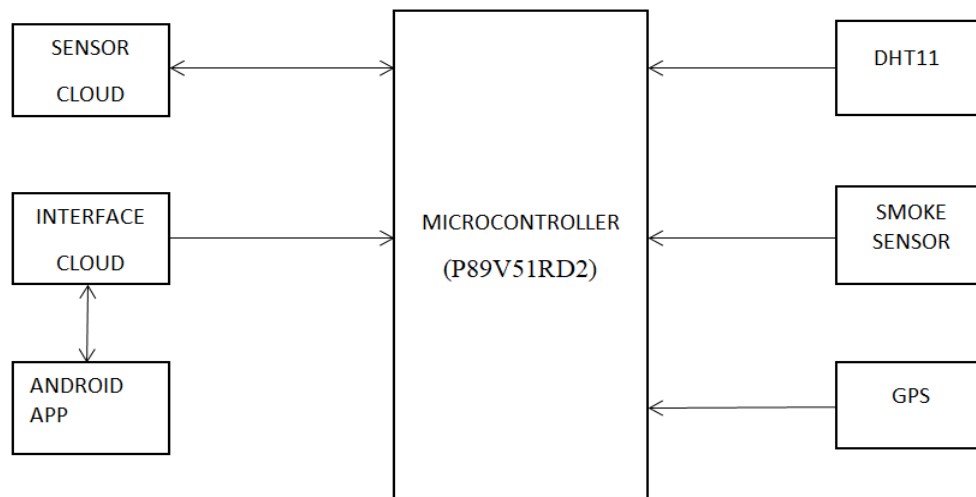 SENSOR
CLOUD
INTERFACE
CLOUD
ANDROID
APP
MICROCONTROLLER
(P89V51RD2)
DHT11
SMOKE
SENSOR
GPS